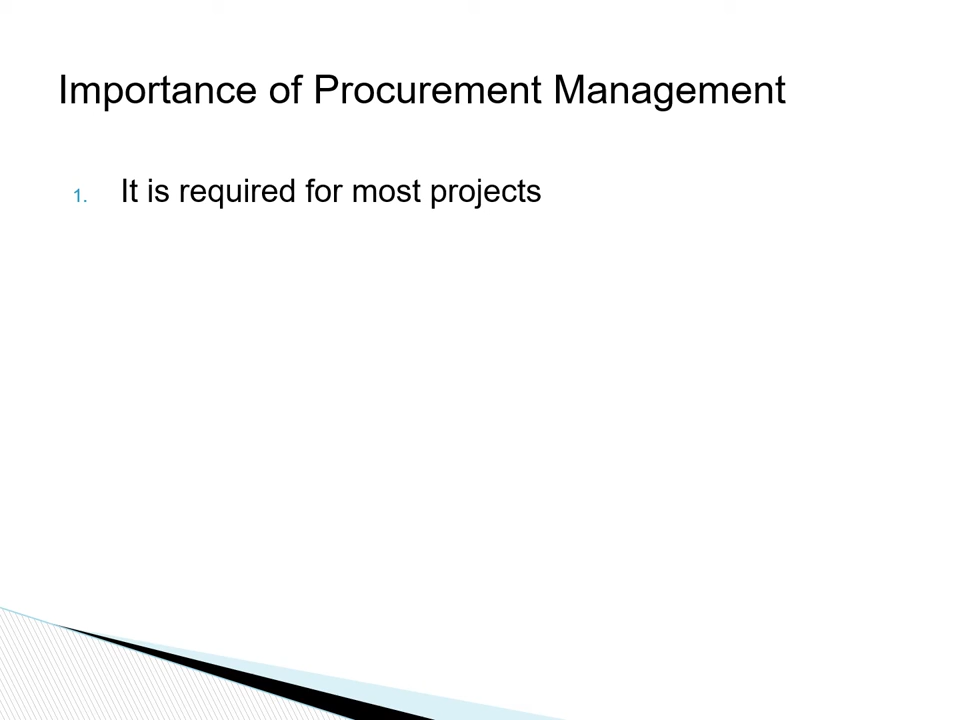 Importance of Procurement Management
1. It is required for most projects